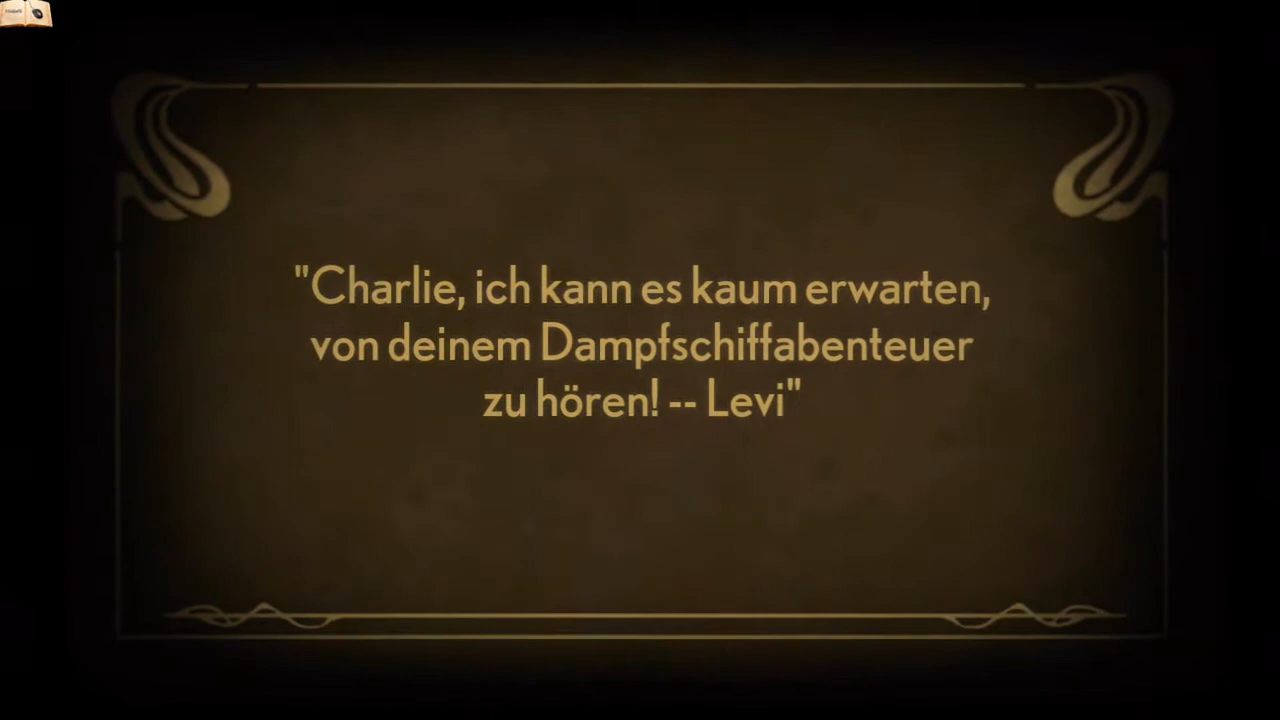 "Charlie, ich kann es kaum erwarten,
von deinem Dampfschiffabenteuer
zu hören! -- Levi"